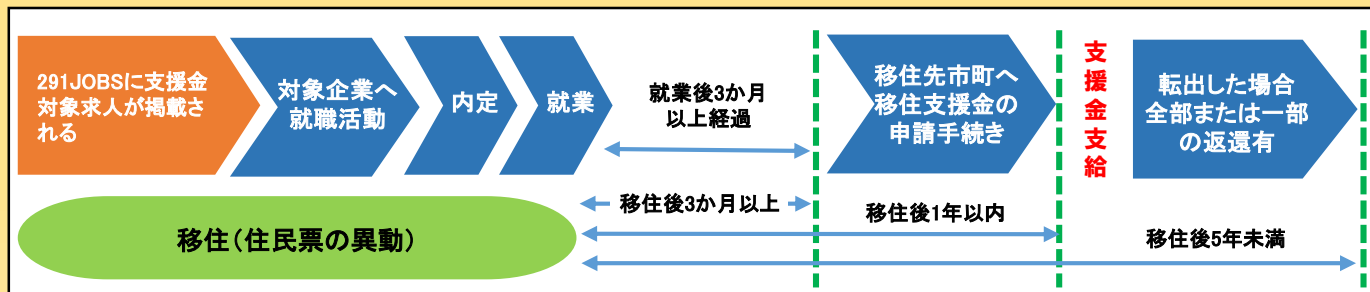 291JOBSに支援金
対象求人が掲載さ
れる
対象企業へ
就職活動
内定
就業
就業後3か月
以上経過
移住先市町へ
移住支援金の
申請手続き
支援金支給
転出した場合
全部または一部
の返還有
移住後3か月以上
移住後1年以内
移住(住民票の異動)
移住後5年未満